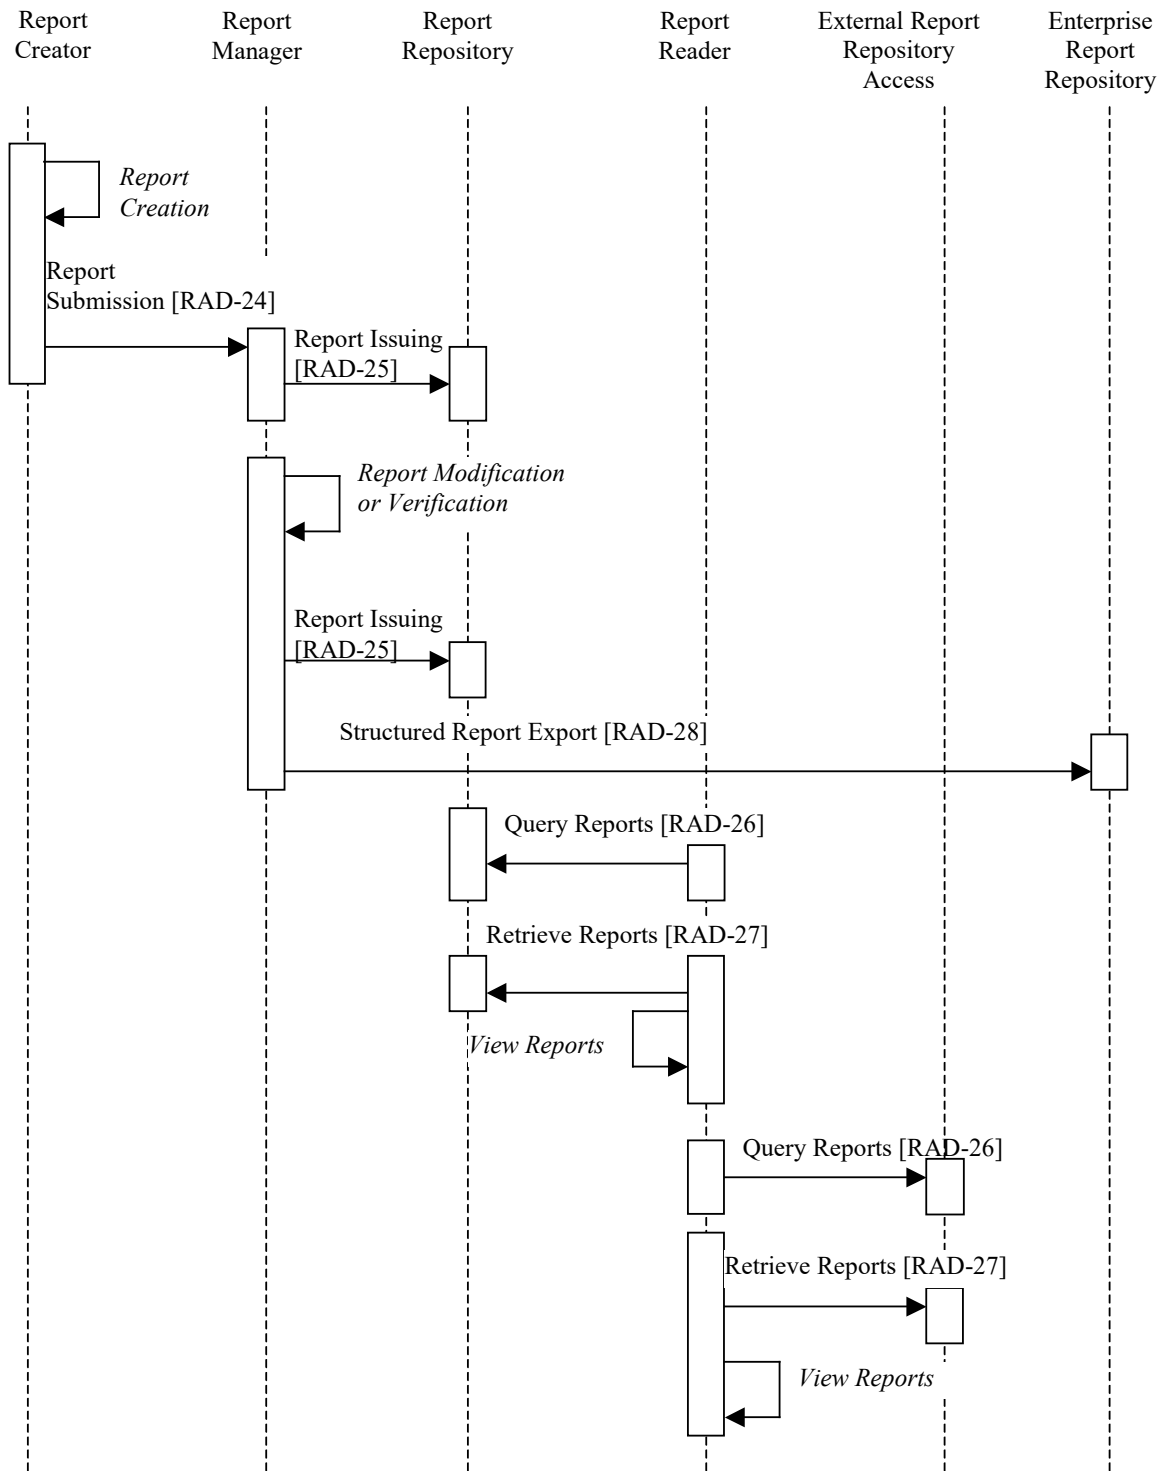 Report
Creator
Report
Manager
Report
Repository
Report
Reader
External Report
Repository
Access
Enterprise
Report
Repository
Report
Creation
Report
Submission [RAD-24]
Report Issuing
[RAD-25]
Report Modification
or Verification
Report Issuing
[RAD-25]
Structured Report Export [RAD-28]
Query Reports [RAD-26]
Retrieve Reports [RAD-27]
View Reports
Query Reports [RAD-26]
Retrieve Reports [RAD-27]
View Reports